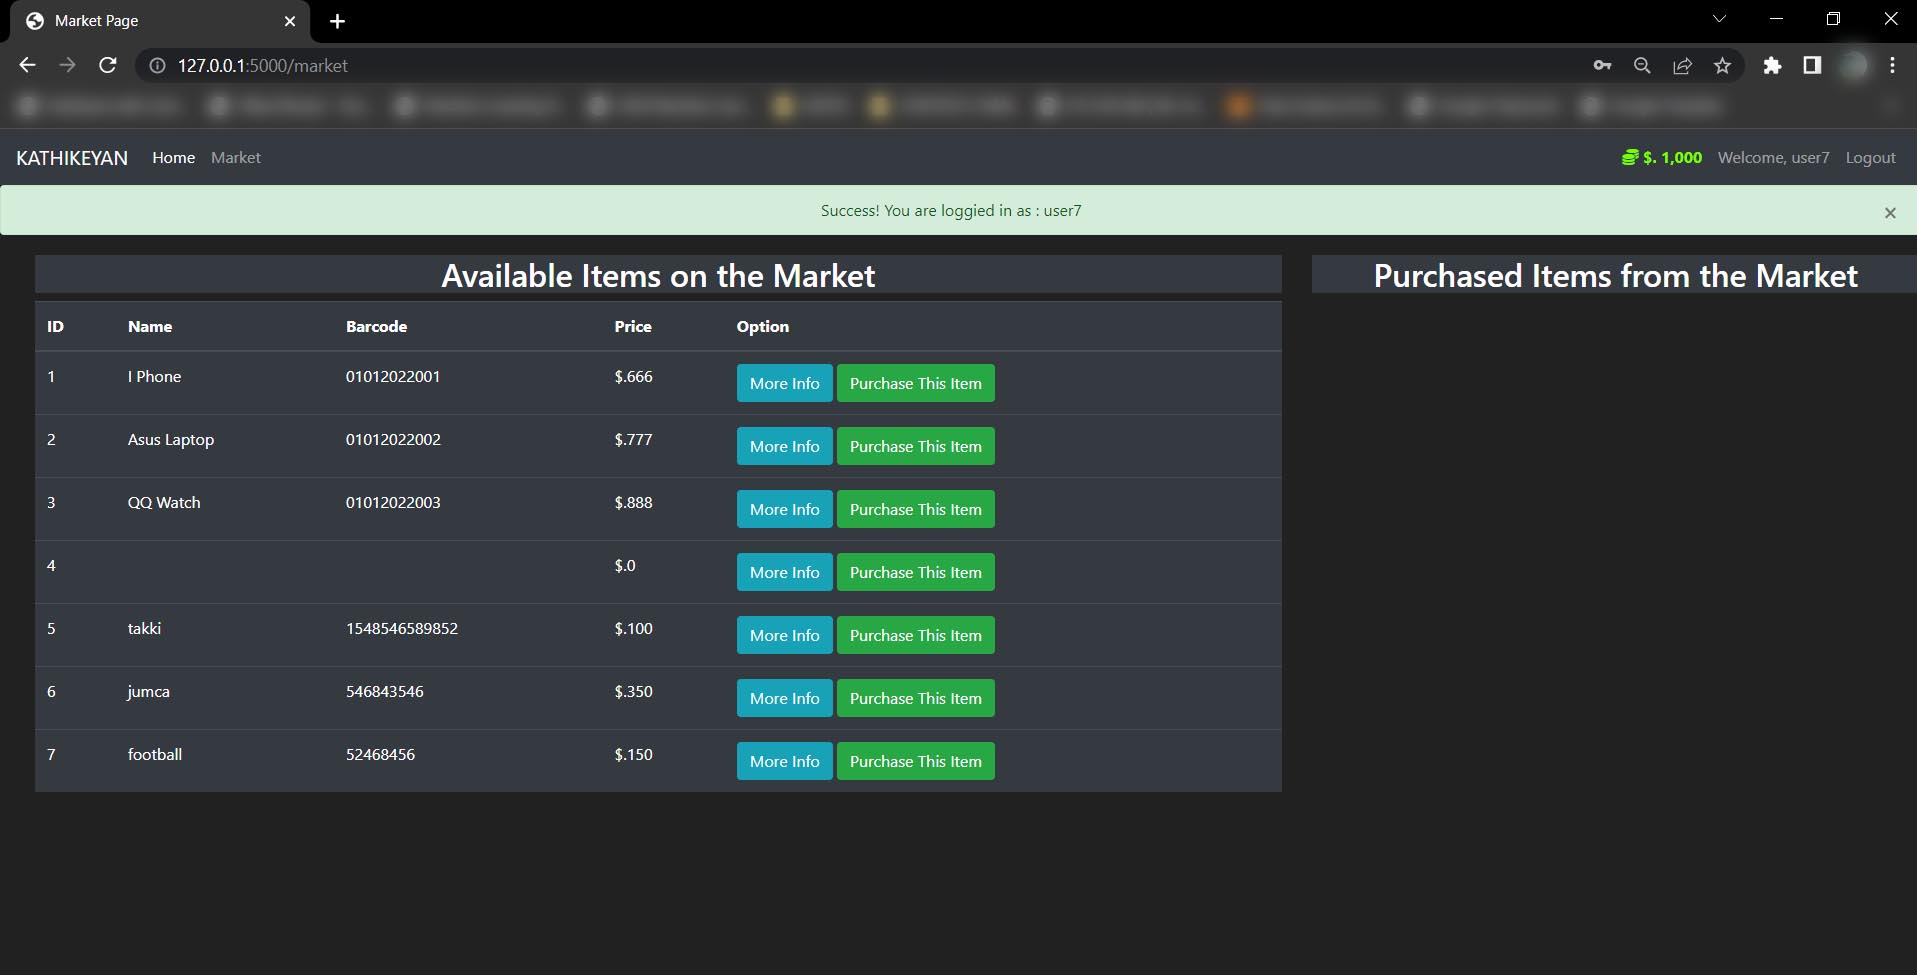 Market Page
127.0.0.1:5000/market
KATHIKEYAN Home Market $. 1,000 Welcome, user7 Logout
Success! You are loggied in as : user7
Available Items on the Market
ID Name Barcode Price Option
1 I Phone 01012022001 $.666 More Info Purchase This Item
2 Asus Laptop 01012022002 $.777 More Info Purchase This Item
3 QQ Watch 01012022003 $.888 More Info Purchase This Item
4 $.0 More Info Purchase This Item
5 takki 1548546589852 $.100 More Info Purchase This Item
6 jumca 546843546 $.350 More Info Purchase This Item
7 football 52468456 $.150 More Info Purchase This Item
Purchased Items from the Market